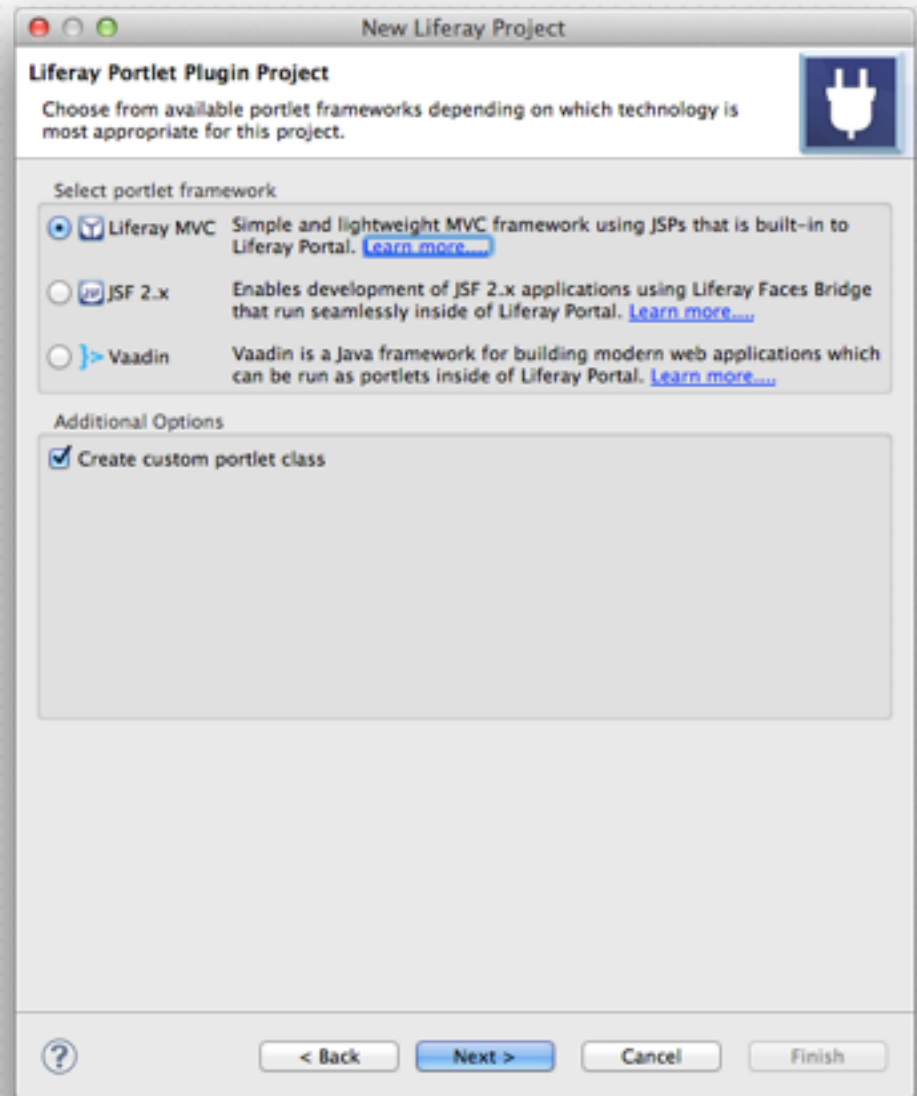 New Liferay Project
Liferay Portlet Plugin Project
Choose from available portlet frameworks depending on which technology is
most appropriate for this project.
Select portlet framework
Liferay MVC Simple and lightweight MVC framework using JSPs that is built-in to
Liferay Portal. Learn more....
JSF 2.x Enables development of JSF 2.x applications using Liferay Faces Bridge
that run seamlessly inside of Liferay Portal. Learn more....
Vaadin Vaadin is a Java framework for building modern web applications which
can be run as portlets inside of Liferay Portal. Learn more....
Additional Options
Create custom portlet class
? < Back Next > Cancel Finish